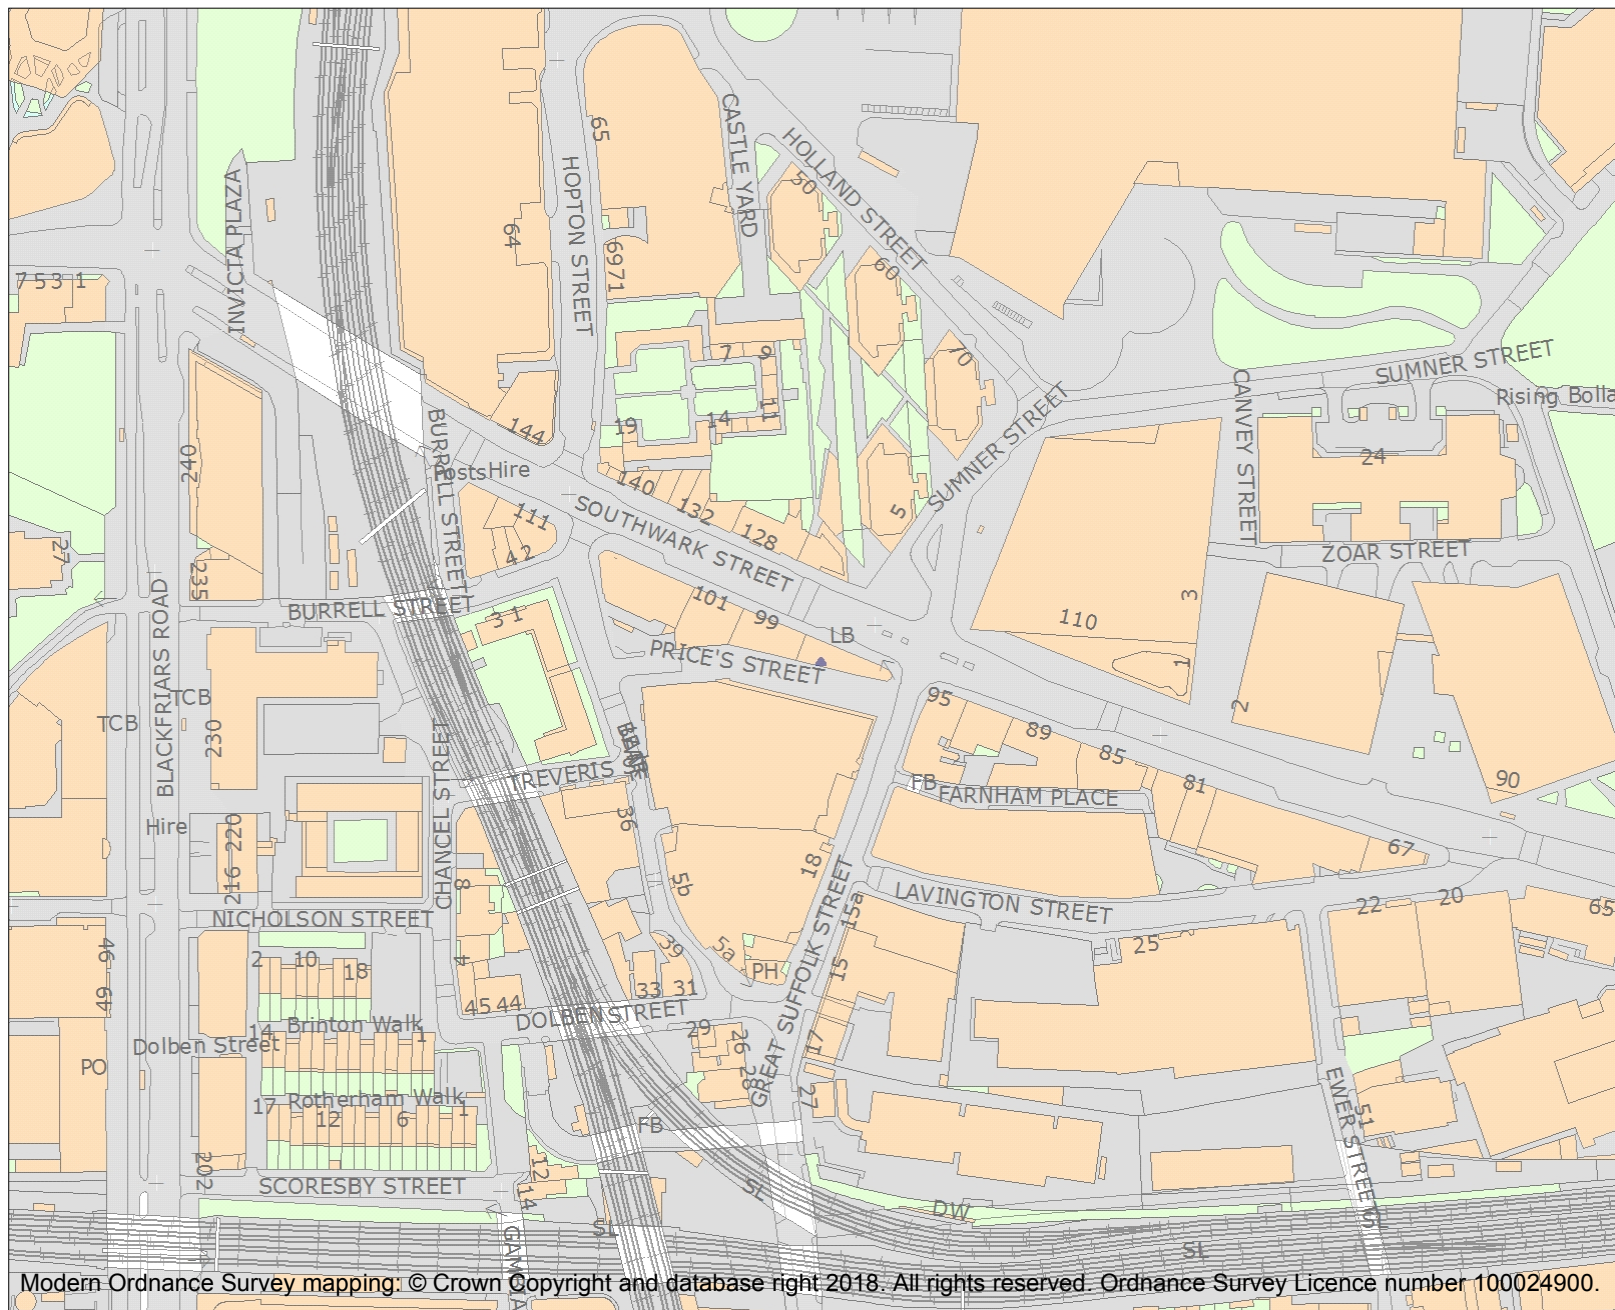 65
CASTLE YARD
HOLLAND STREET
50
HOPTON STREET
INVICTA PLAZA
64
6971
60
7 5 3 1
70
SUMNER STREET
Rising Bolla
7
9
11
14
19
144
BURRELL STREET
Posts
Hire
240
140
132
128
111
4 2
SOUTHWARK STREET
5
SUMNER STREET
CANVEY STREET
24
ZOAR STREET
27
235
BURRELL STREET
BLACKFRIARS ROAD
3 1
101
99
LB
PRICE'S STREET
110
3
1
2
TCB
TCB
230
95
89
85
81
90
CHANCEL STREET
TREVERIS
FB
FARNHAM PLACE
Hire
220
216
36
67
8
5b
18
15a
LAVINGTON STREET
22
20
65
NICHOLSON STREET
46
49
2
10
18
4
39
5a
PH
15
25
GREAT SUFFOLK STREET
45 44
33
31
DOLBEN STREET
29
26
28
17
27
Brinton Walk
14
1
Dolben Street
PO
Rotherham Walk
17
12
6
1
FB
EWER STREET
51
202
SCORESBY STREET
12
14
SL
SL
DW
SL
SL
Modern Ordnance Survey mapping: © Crown Copyright and database right 2018. All rights reserved. Ordnance Survey Licence number 100024900.